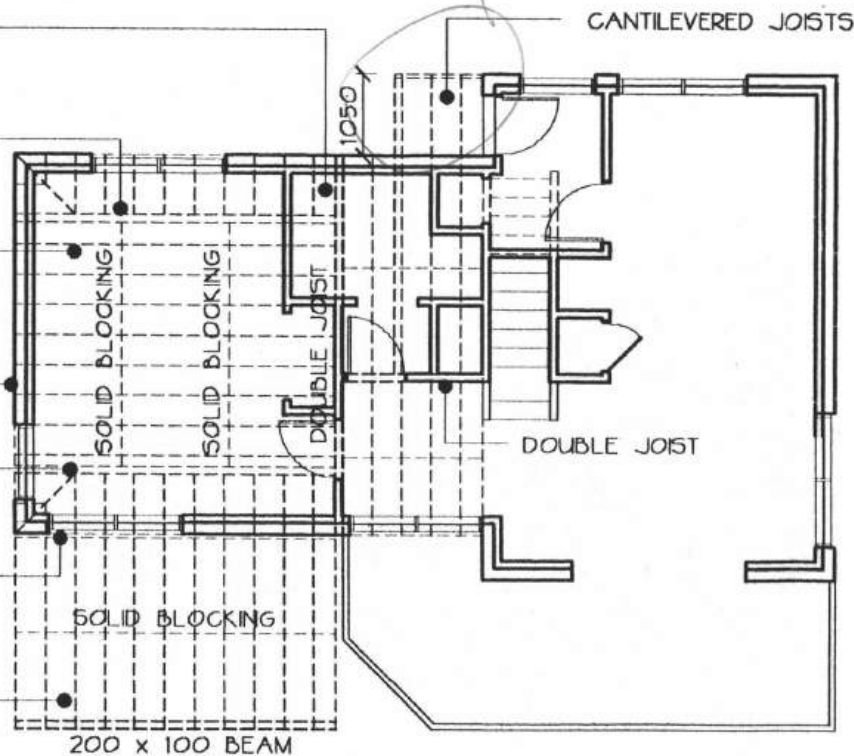 CANTILEVERED JOISTS
1050
SOLID BLOCKING
SOLID BLOCKING
DOUBLE JOIST
DOUBLE JOIST
SOLID BLOCKING
200 x 100 BEAM